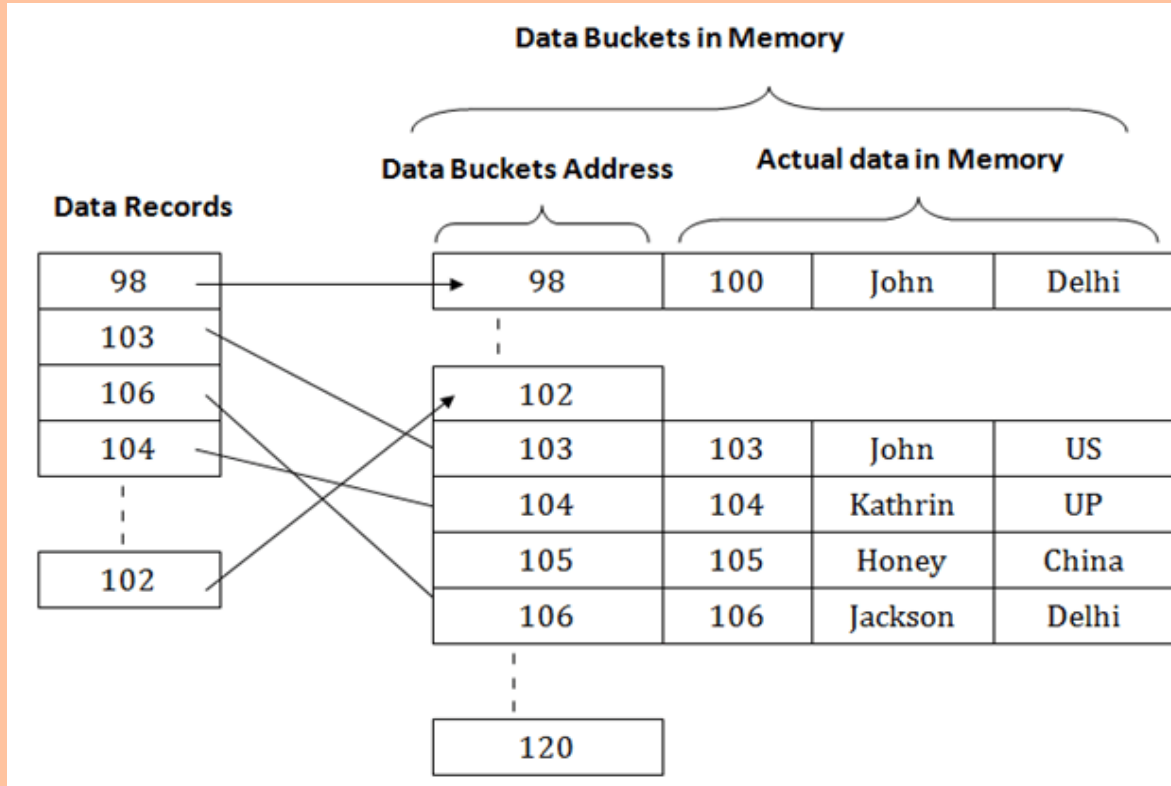 Data Buckets in Memory
Data Buckets Address
Actual data in Memory
Data Records
98
103
106
104
102
98 100 John Delhi
102
103 103 John US
104 104 Kathrin UP
105 105 Honey China
106 106 Jackson Delhi
120